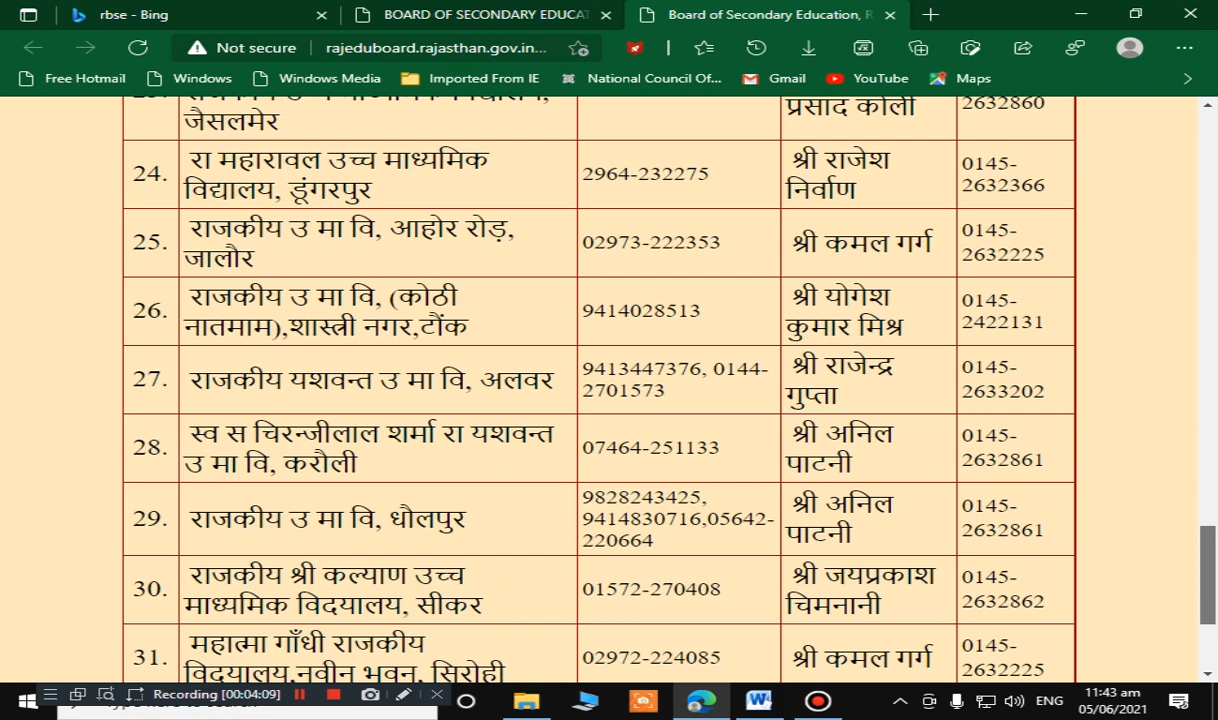 rbse - Bing
BOARD OF SECONDARY EDUCAT
Board of Secondary Education, R
Not secure
rajeduboard.rajasthan.gov.in...
Free Hotmail
Windows
Windows Media
Imported From IE
National Council Of...
Gmail
YouTube
Maps
जैसलमेर
प्रसाद कोली
2632860
24.
रा महारावल उच्च माध्यमिक
विद्यालय, डूंगरपुर
2964-232275
श्री राजेश
निर्वाण
0145-
2632366
25.
राजकीय उ मा वि, आहोर रोड़,
जालौर
02973-222353
श्री कमल गर्ग
0145-
2632225
26.
राजकीय उ मा वि, (कोठी
नातमाम),शास्त्री नगर,टौंक
9414028513
श्री योगेश
कुमार मिश्र
0145-
2422131
27.
राजकीय यशवन्त उ मा वि, अलवर
9413447376, 0144-
2701573
श्री राजेन्द्र
गुप्ता
0145-
2633202
28.
स्व स चिरन्जीलाल शर्मा रा यशवन्त
उ मा वि, करौली
07464-251133
श्री अनिल
पाटनी
0145-
2632861
29.
राजकीय उ मा वि, धौलपुर
9828243425,
9414830716,05642-
220664
श्री अनिल
पाटनी
0145-
2632861
30.
राजकीय श्री कल्याण उच्च
माध्यमिक विदयालय, सीकर
01572-270408
श्री जयप्रकाश
चिमनानी
0145-
2632862
31.
महात्मा गाँधी राजकीय
विदयालय,नवीन भवन, सिरोही
02972-224085
श्री कमल गर्ग
0145-
2632225
Recording [00:04:09]
ENG
11:43 am
05/06/2021